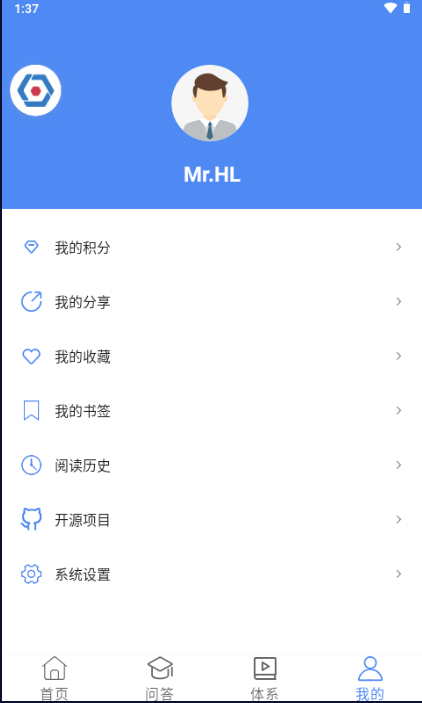 1:37
Mr.HL
我的积分
我的分享
我的收藏
我的书签
阅读历史
开源项目
系统设置
首页
问答
体系
我的